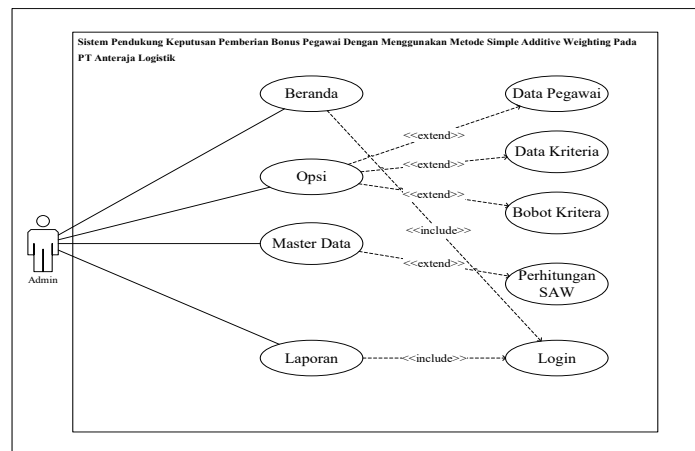 Sistem Pendukung Keputusan Pemberian Bonus Pegawai Dengan Menggunakan Metode Simple Additive Weighting Pada
PT Anteraja Logistik
Beranda
Data Pegawai
<<extend>>
Data Kriteria
<<extend>>
Opsi
<<extend>>
Bobot Kritera
<<include>>
Master Data
<<extend>>
Perhitungan
SAW
Admin
Laporan
<<include>>
Login